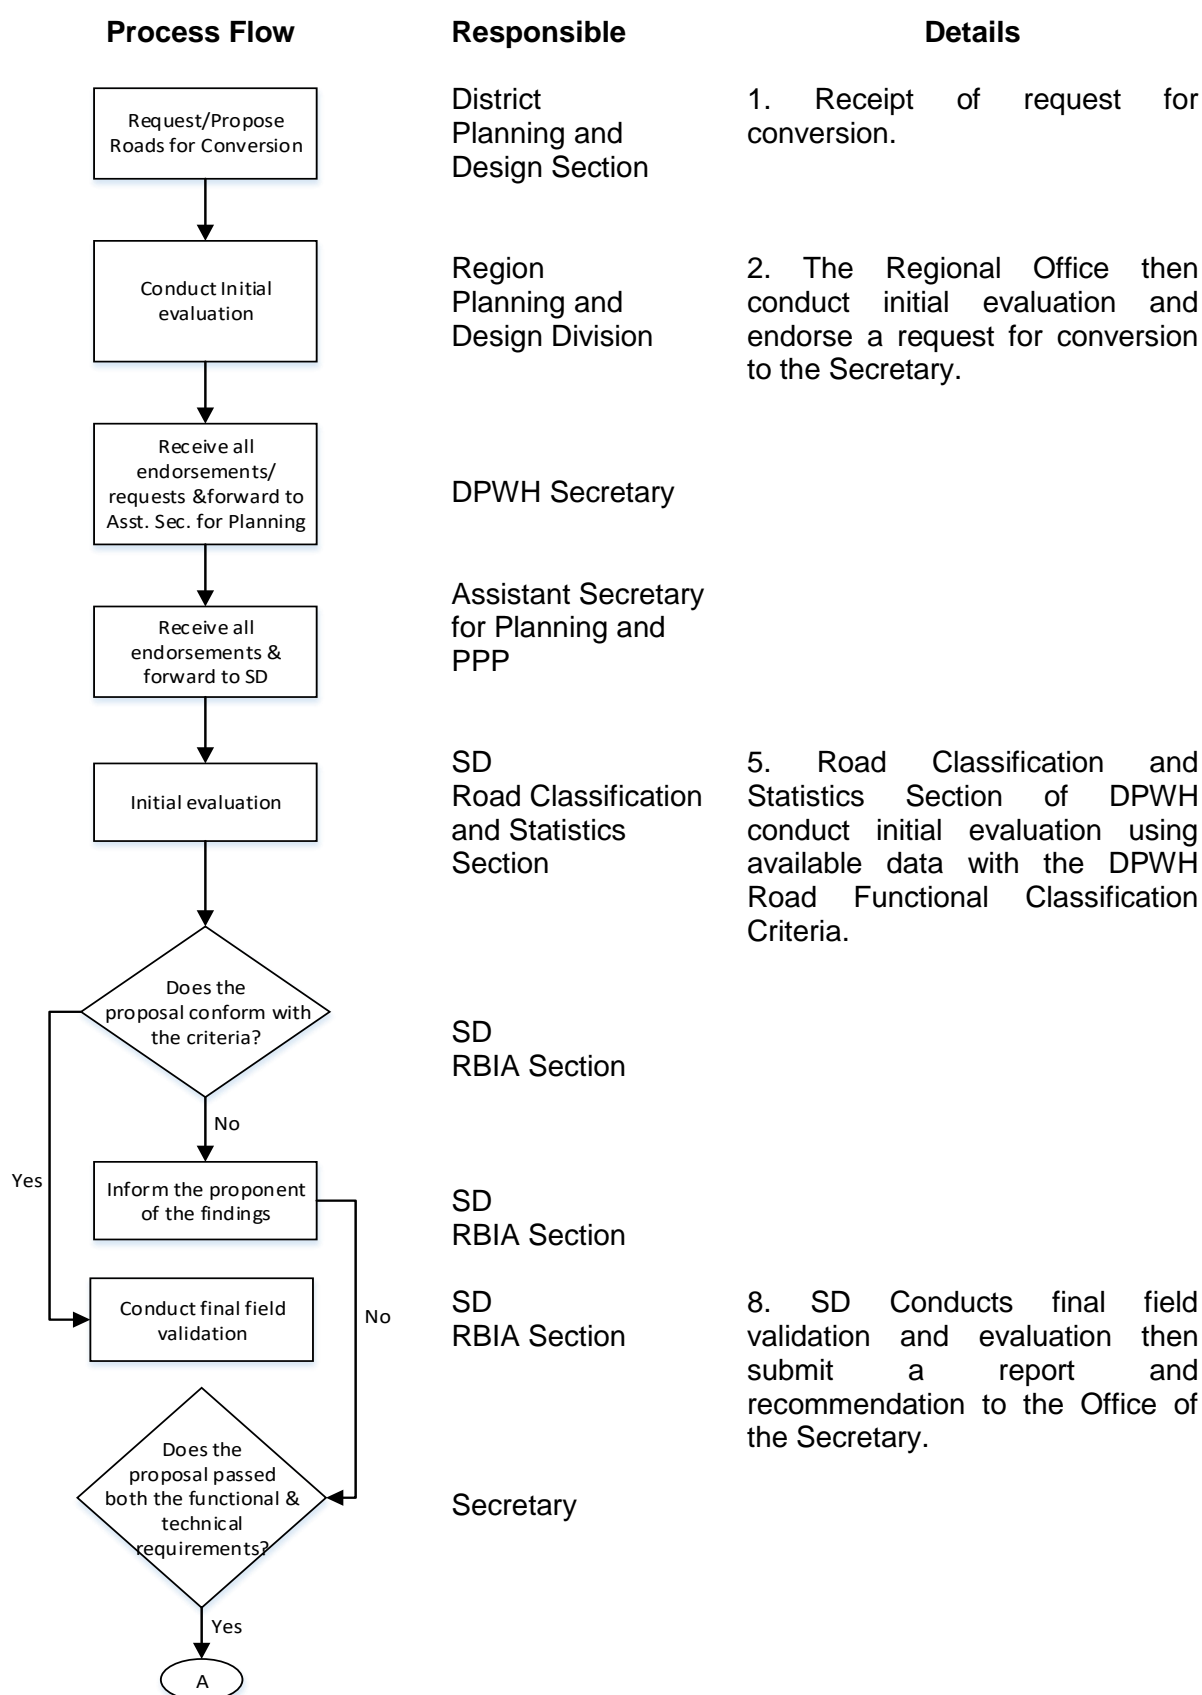 Process Flow
Responsible
Details
Request/Propose
Roads for Conversion
District
Planning and
Design Section
1. Receipt of request for
conversion.
Conduct Initial
evaluation
Region
Planning and
Design Division
2. The Regional Office then
conduct initial evaluation and
endorse a request for conversion
to the Secretary.
Receive all
endorsements/
requests &forward to
Asst. Sec. for Planning
DPWH Secretary
Receive all
endorsements &
forward to SD
Assistant Secretary
for Planning and
PPP
Initial evaluation
SD
Road Classification
and Statistics
Section
5. Road Classification and
Statistics Section of DPWH
conduct initial evaluation using
available data with the DPWH
Road Functional Classification
Criteria.
Does the
proposal conform with
the criteria?
SD
RBIA Section
No
Yes
Inform the proponent
of the findings
SD
RBIA Section
Conduct final field
validation
No
SD
RBIA Section
8. SD Conducts final field
validation and evaluation then
submit a report and
recommendation to the Office of
the Secretary.
Does the
proposal passed
both the functional &
technical
requirements?
Secretary
Yes
A